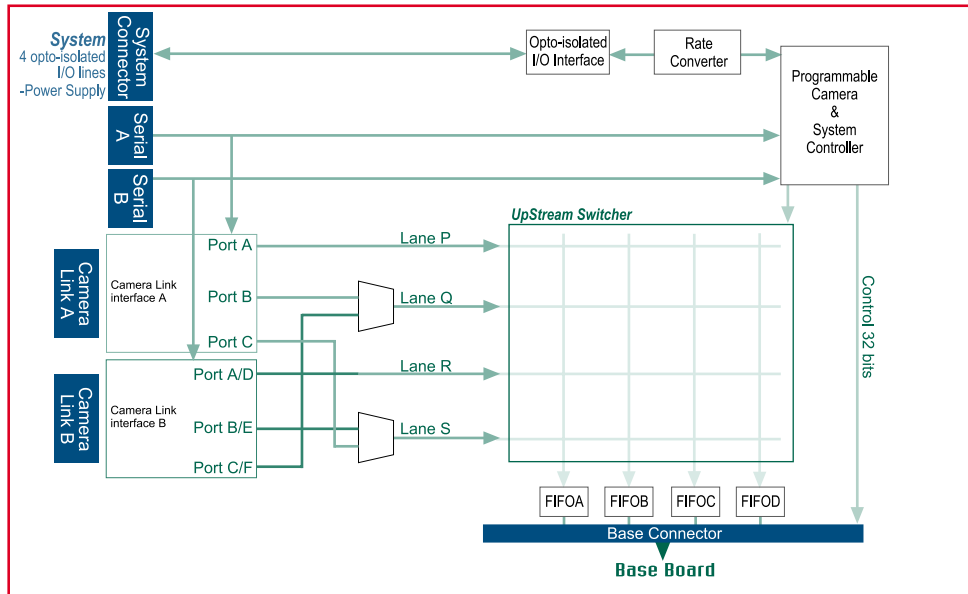 System
4 opto-isolated
I/O lines
-Power Supply
System
Connector
Opto-isolated
I/O Interface
Rate
Converter
Programmable
Camera
&
System
Controller
Serial
A
Serial
B
UpStream Switcher
Camera
Link A
Camera Link
interface A
Port A
Port B
Port C
Lane P
Lane Q
Lane R
Lane S
Control 32 bits
Camera
Link B
Camera Link
interface B
Port A/D
Port B/E
Port C/F
FIFOA
FIFOB
FIFOC
FIFOD
Base Connector
Base Board